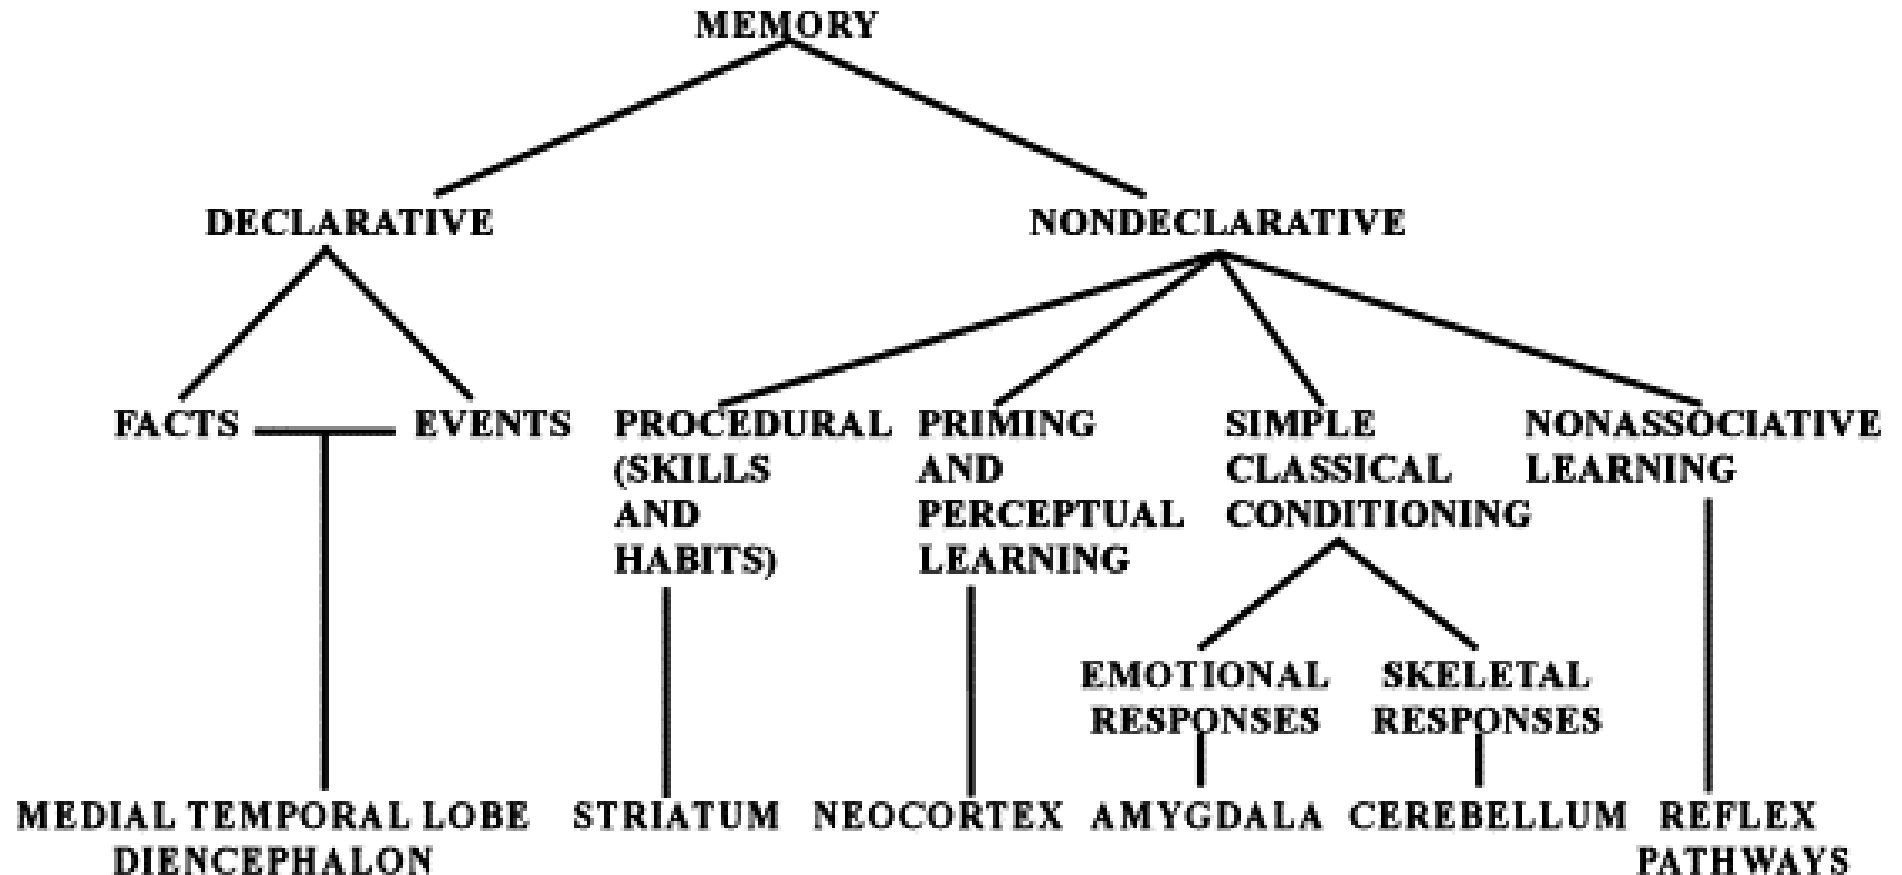 MEMORY
DECLARATIVE
NONDECLARATIVE
FACTS
EVENTS
PROCEDURAL
(SKILLS
AND
HABITS)
PRIMING
AND
PERCEPTUAL
LEARNING
SIMPLE
CLASSICAL
CONDITIONING
NONASSOCIATIVE
LEARNING
EMOTIONAL
RESPONSES
SKELETAL
RESPONSES
MEDIAL TEMPORAL LOBE
DIENCEPHALON
STRIATUM
NEOCORTEX
AMYGDALA
CEREBELLUM
REFLEX
PATHWAYS